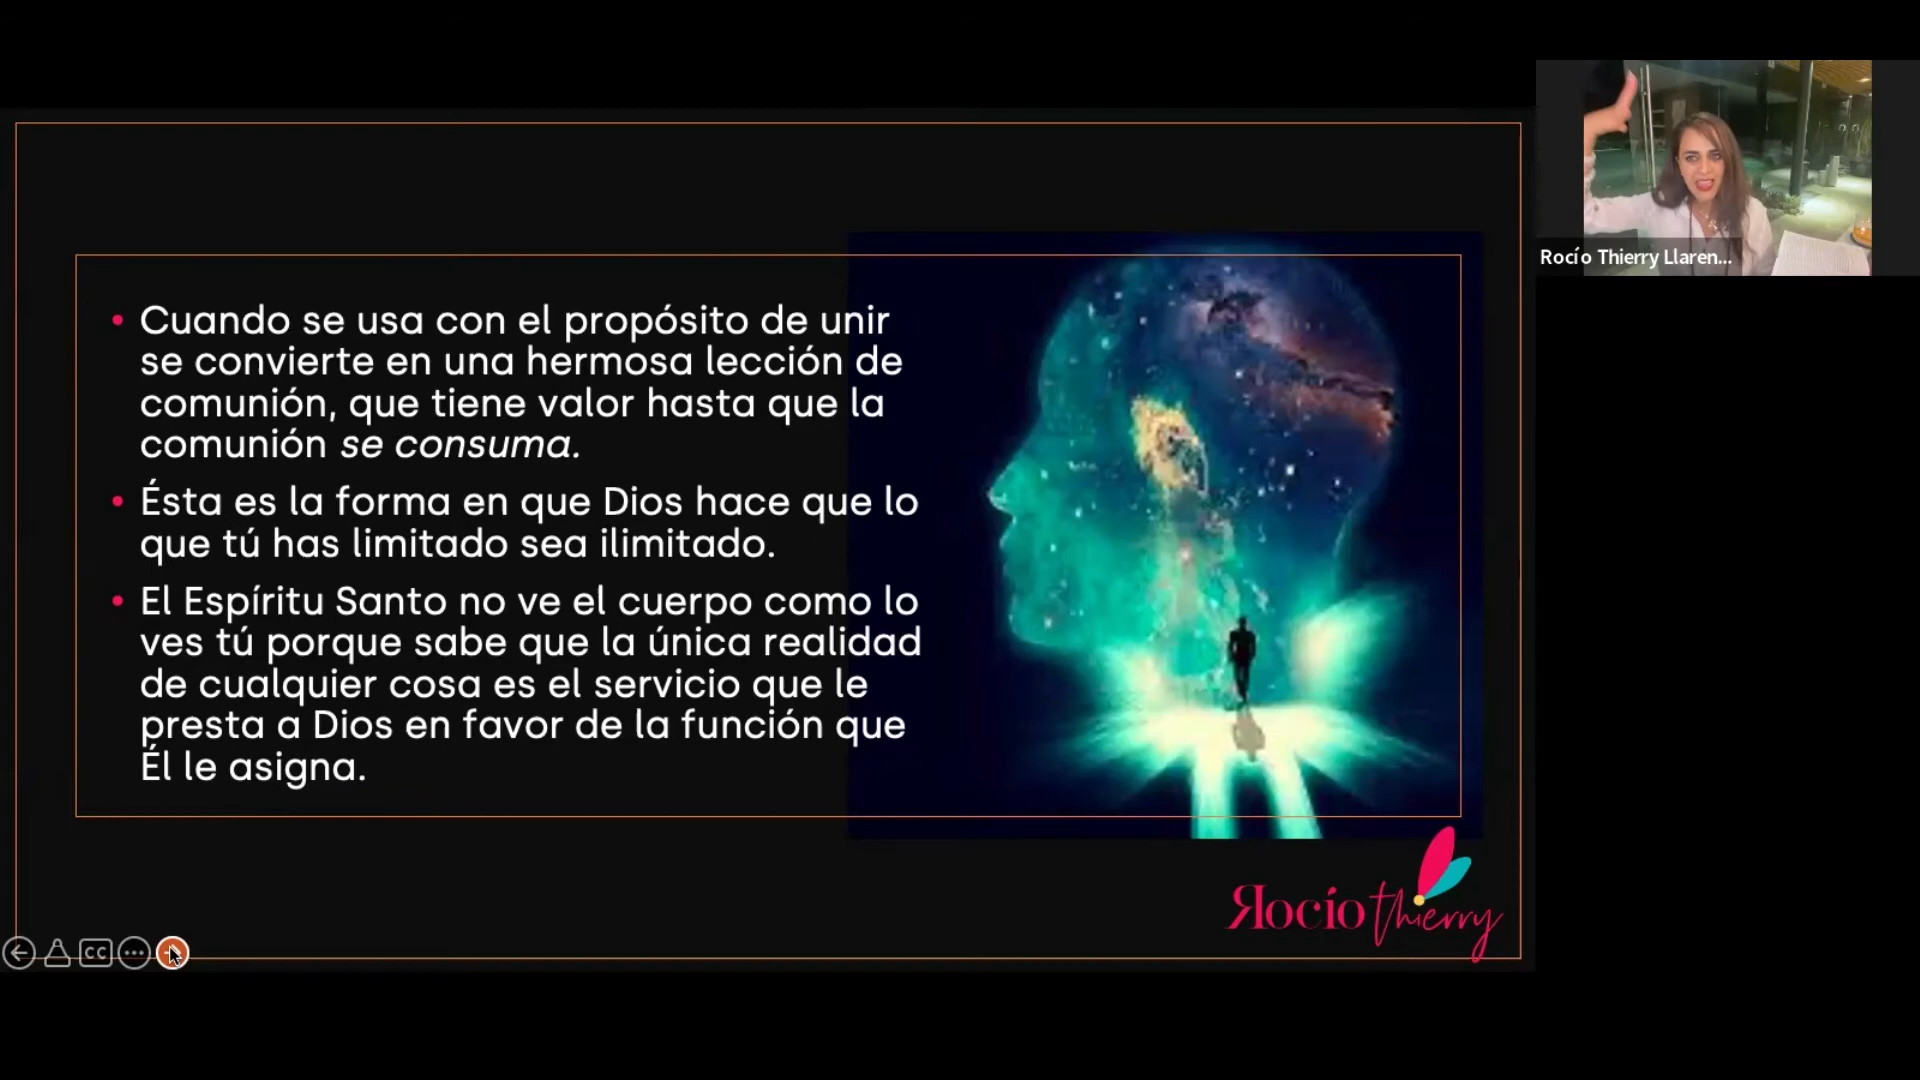 Cuando se usa con el propósito de unir
se convierte en una hermosa lección de
comunión, que tiene valor hasta que la
comunión se consuma.
Ésta es la forma en que Dios hace que lo
que tú has limitado sea ilimitado.
El Espíritu Santo no ve el cuerpo como lo
ves tú porque sabe que la única realidad
de cualquier cosa es el servicio que le
presta a Dios en favor de la función que
Él le asigna.
Rocío Thierry Llaren...
Rocío thierry
CC